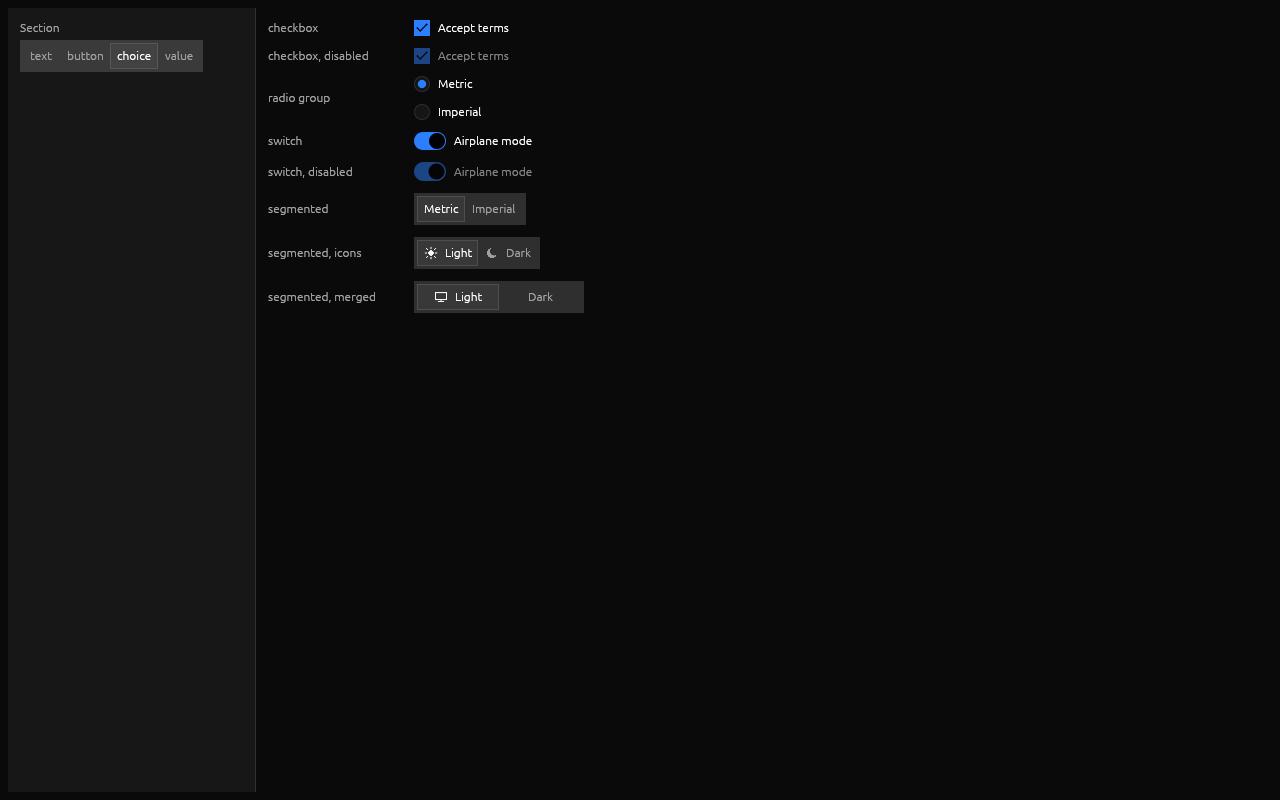 Section
text button choice value
checkbox Accept terms
checkbox, disabled Accept terms
radio group Metric
Imperial
switch Airplane mode
switch, disabled Airplane mode
segmented Metric Imperial
segmented, icons Light Dark
segmented, merged Light Dark